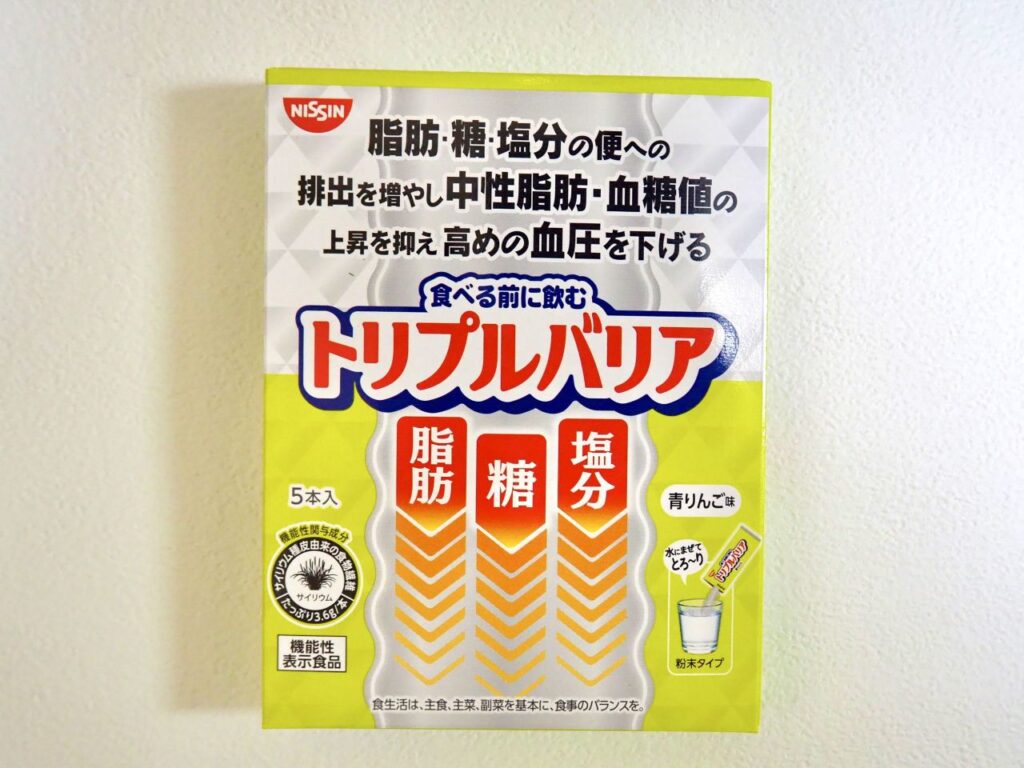 NISSIN
脂肪・糖・塩分の便への
排出を増やし中性脂肪・血糖値の
上昇を抑え高めの血圧を下げる
食べる前に飲む
トリプルバリア
脂肪
糖
塩分
5本入
機能性関与成分
サイリウム種皮由来の食物繊維
サイリウム
たっぷり3.6g/本
機能性
表示食品
青りんご味
水にまぜて
とろ～り
トリプルバリア
粉末タイプ
食生活は、主食、主菜、副菜を基本に、食事のバランスを。